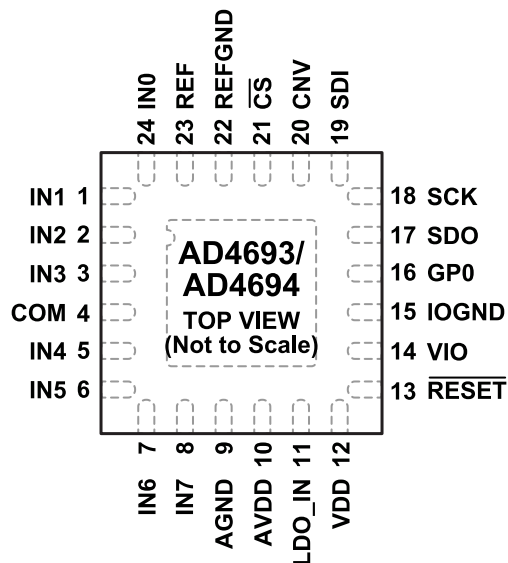 24 IN0
23 REF
22 REFGND
21 C̅S̅
20 CNV
19 SDI
IN1 1
IN2 2
IN3 3
COM 4
IN4 5
IN5 6
AD4693/
AD4694
TOP VIEW
(Not to Scale)
18 SCK
17 SDO
16 GP0
15 IOGND
14 VIO
13 R̅E̅S̅E̅T̅
IN6 7
IN7 8
AGND 9
AVDD 10
LDO_IN 11
VDD 12